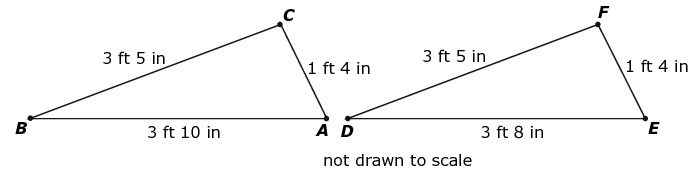 C
3 ft 5 in
1 ft 4 in
B
3 ft 10 in
A
F
3 ft 5 in
1 ft 4 in
D
3 ft 8 in
E
not drawn to scale